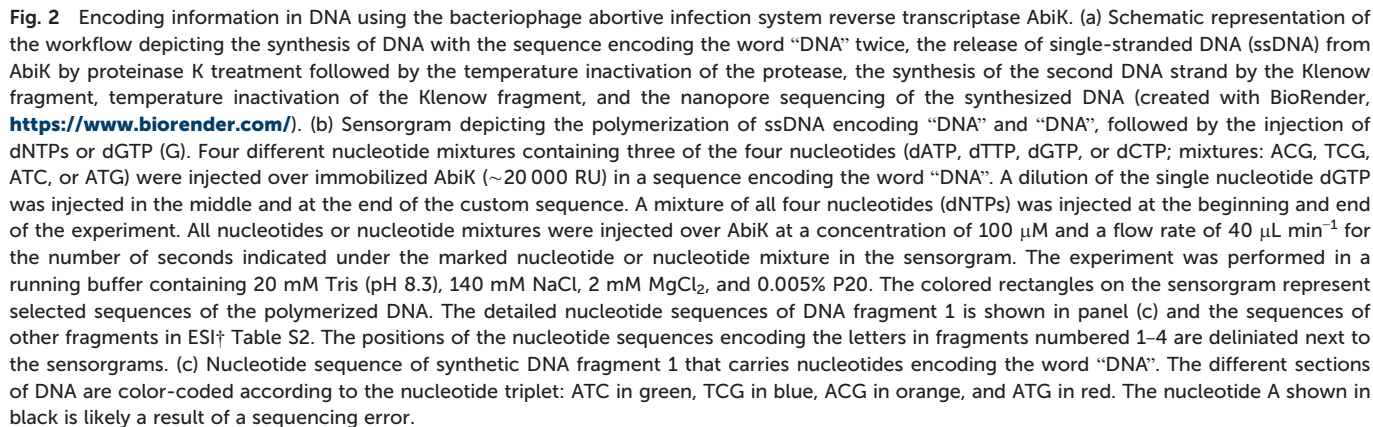 Fig. 2 Encoding information in DNA using the bacteriophage abortive infection system reverse transcriptase AbiK. (a) Schematic representation of
the workflow depicting the synthesis of DNA with the sequence encoding the word “DNA” twice, the release of single-stranded DNA (ssDNA) from
AbiK by proteinase K treatment followed by the temperature inactivation of the protease, the synthesis of the second DNA strand by the Klenow
fragment, temperature inactivation of the Klenow fragment, and the nanopore sequencing of the synthesized DNA (created with BioRender,
https://www.biorender.com/). (b) Sensorgram depicting the polymerization of ssDNA encoding “DNA” and “DNA”, followed by the injection of
dNTPs or dGTP (G). Four different nucleotide mixtures containing three of the four nucleotides (dATP, dTTP, dGTP, or dCTP; mixtures: ACG, TCG,
ATC, or ATG) were injected over immobilized AbiK (∼20 000 RU) in a sequence encoding the word “DNA”. A dilution of the single nucleotide dGTP
was injected in the middle and at the end of the custom sequence. A mixture of all four nucleotides (dNTPs) was injected at the beginning and end
of the experiment. All nucleotides or nucleotide mixtures were injected over AbiK at a concentration of 100 μM and a flow rate of 40 μL min⁻¹ for
the number of seconds indicated under the marked nucleotide or nucleotide mixture in the sensorgram. The experiment was performed in a
running buffer containing 20 mM Tris (pH 8.3), 140 mM NaCl, 2 mM MgCl₂, and 0.005% P20. The colored rectangles on the sensorgram represent
selected sequences of the polymerized DNA. The detailed nucleotide sequences of DNA fragment 1 is shown in panel (c) and the sequences of
other fragments in ESI† Table S2. The positions of the nucleotide sequences encoding the letters in fragments numbered 1–4 are deliniated next to
the sensorgrams. (c) Nucleotide sequence of synthetic DNA fragment 1 that carries nucleotides encoding the word “DNA”. The different sections
of DNA are color-coded according to the nucleotide triplet: ATC in green, TCG in blue, ACG in orange, and ATG in red. The nucleotide A shown in
black is likely a result of a sequencing error.